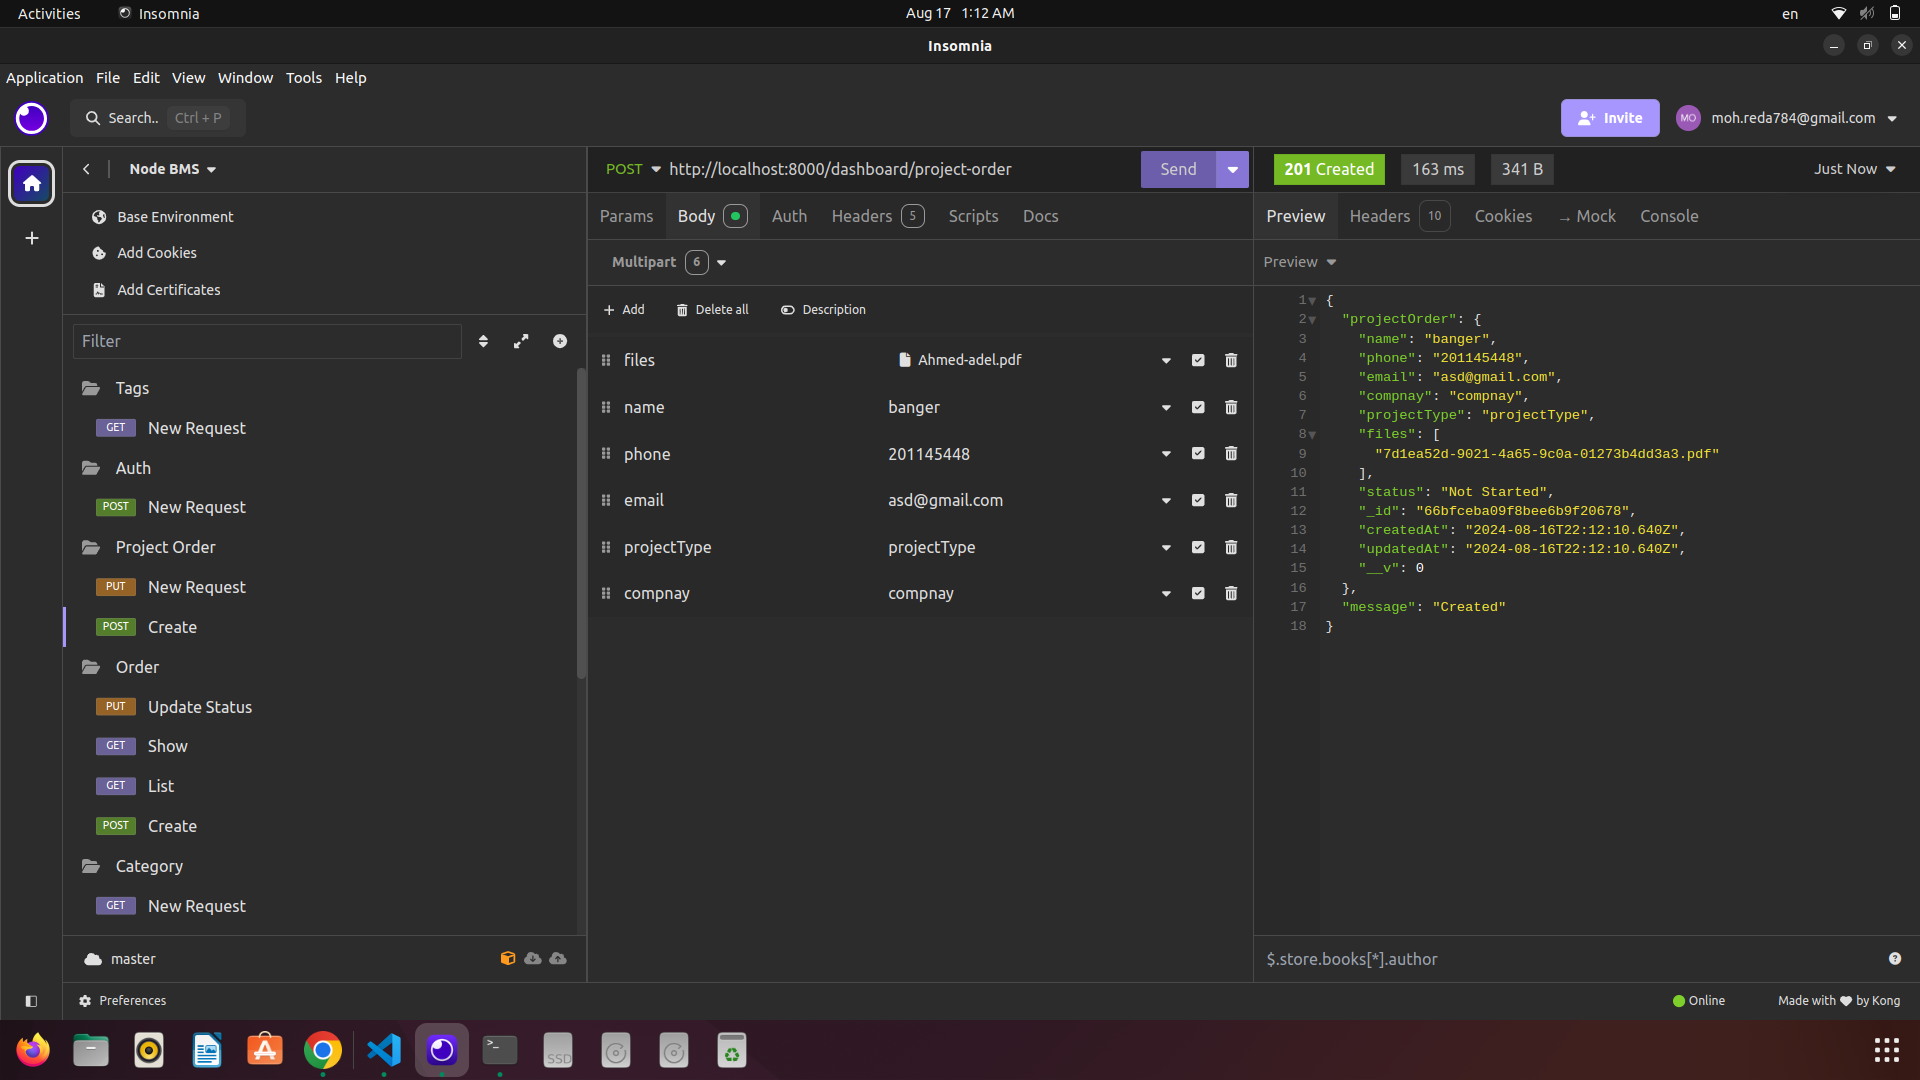 Activities
Insomnia
Aug 17 1:12 AM
en
Insomnia
Application File Edit View Window Tools Help
Search.. Ctrl + P
Invite
MO
moh.reda784@gmail.com
Node BMS
Base Environment
Add Cookies
Add Certificates
Filter
Tags
GET New Request
Auth
POST New Request
Project Order
PUT New Request
POST Create
Order
PUT Update Status
GET Show
GET List
POST Create
Category
GET New Request
master
Preferences
POST http://localhost:8000/dashboard/project-order
Send
Params Body Auth Headers 5 Scripts Docs
Multipart 6
+ Add Delete all Description
files Ahmed-adel.pdf
name banger
phone 201145448
email asd@gmail.com
projectType projectType
compnay compnay
201 Created 163 ms 341 B
Just Now
Preview Headers 10 Cookies → Mock Console
Preview
1 {
2 "projectOrder": {
3 "name": "banger",
4 "phone": "201145448",
5 "email": "asd@gmail.com",
6 "compnay": "compnay",
7 "projectType": "projectType",
8 "files": [
9 "7d1ea52d-9021-4a65-9c0a-01273b4dd3a3.pdf"
10 ],
11 "status": "Not Started",
12 "_id": "66bfceba09f8bee6b9f20678",
13 "createdAt": "2024-08-16T22:12:10.640Z",
14 "updatedAt": "2024-08-16T22:12:10.640Z",
15 "__v": 0
16 },
17 "message": "Created"
18 }
$.store.books[*].author
Online
Made with ♥ by Kong
>_
SSD